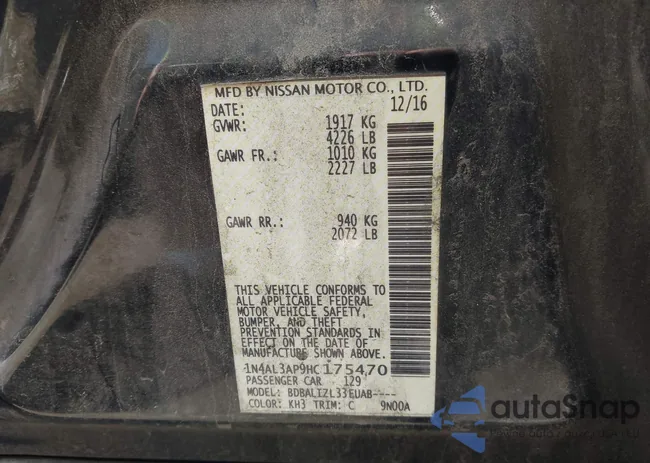 MFD BY NISSAN MOTOR CO., LTD.
DATE: 12/16
GVWR: 1917 KG
4226 LB
GAWR FR.: 1010 KG
2227 LB
GAWR RR.: 940 KG
2072 LB
THIS VEHICLE CONFORMS TO
ALL APPLICABLE FEDERAL
MOTOR VEHICLE SAFETY,
BUMPER, AND THEFT
PREVENTION STANDARDS IN
EFFECT ON THE DATE OF
MANUFACTURE SHOWN ABOVE.
1N4AL3AP9HC175470
PASSENGER CAR 129
MODEL: BDBALIZL33EUAB----
COLOR: KH3 TRIM: C 9N00A
autoSnap